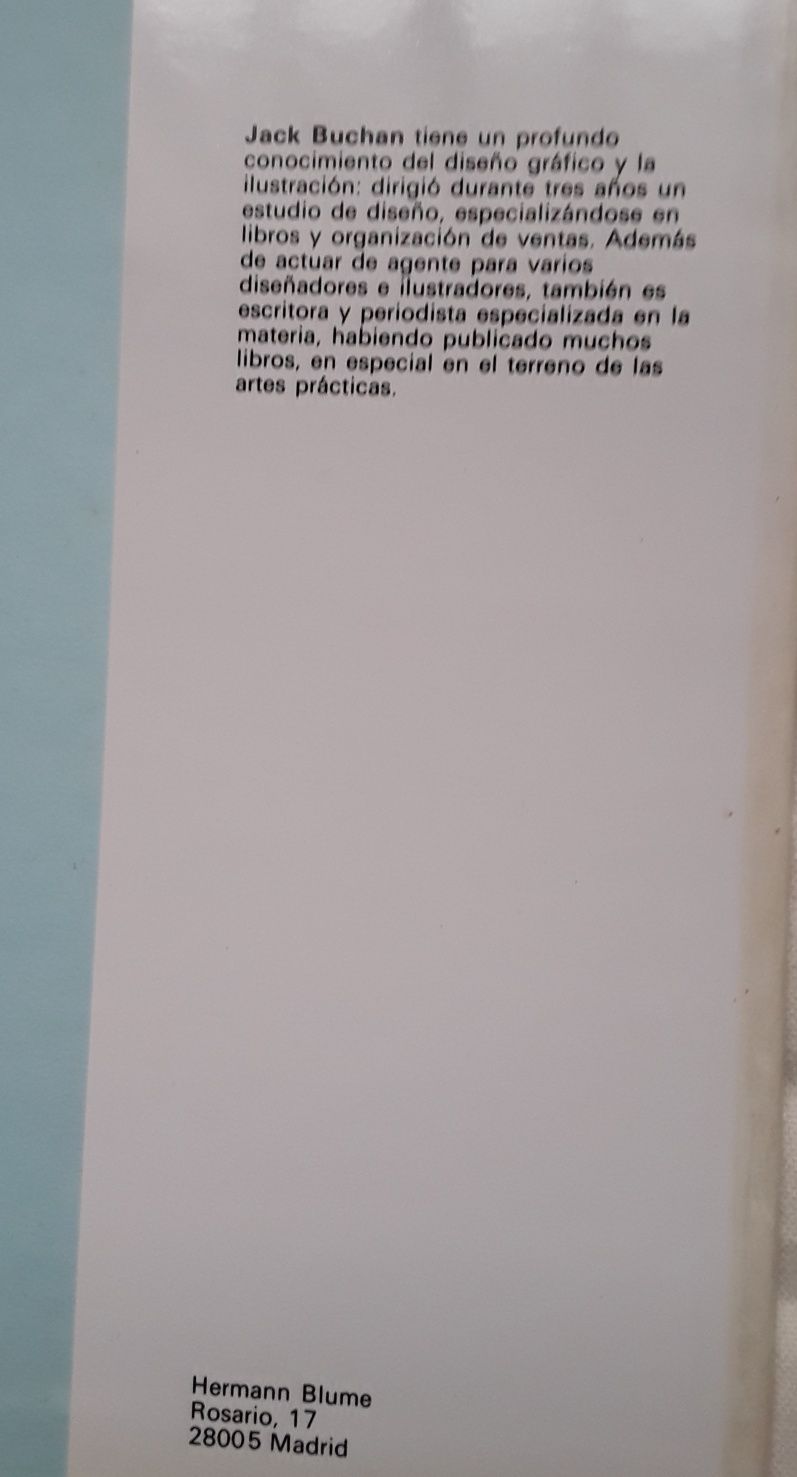 Jack Buchan tiene un profundo
conocimiento del diseño gráfico y la
ilustración: dirigió durante tres años un
estudio de diseño, especializándose en
libros y organización de ventas. Además
de actuar de agente para varios
diseñadores e ilustradores, también es
escritora y periodista especializada en la
materia, habiendo publicado muchos
libros, en especial en el terreno de las
artes prácticas.
Hermann Blume
Rosario, 17
28005 Madrid